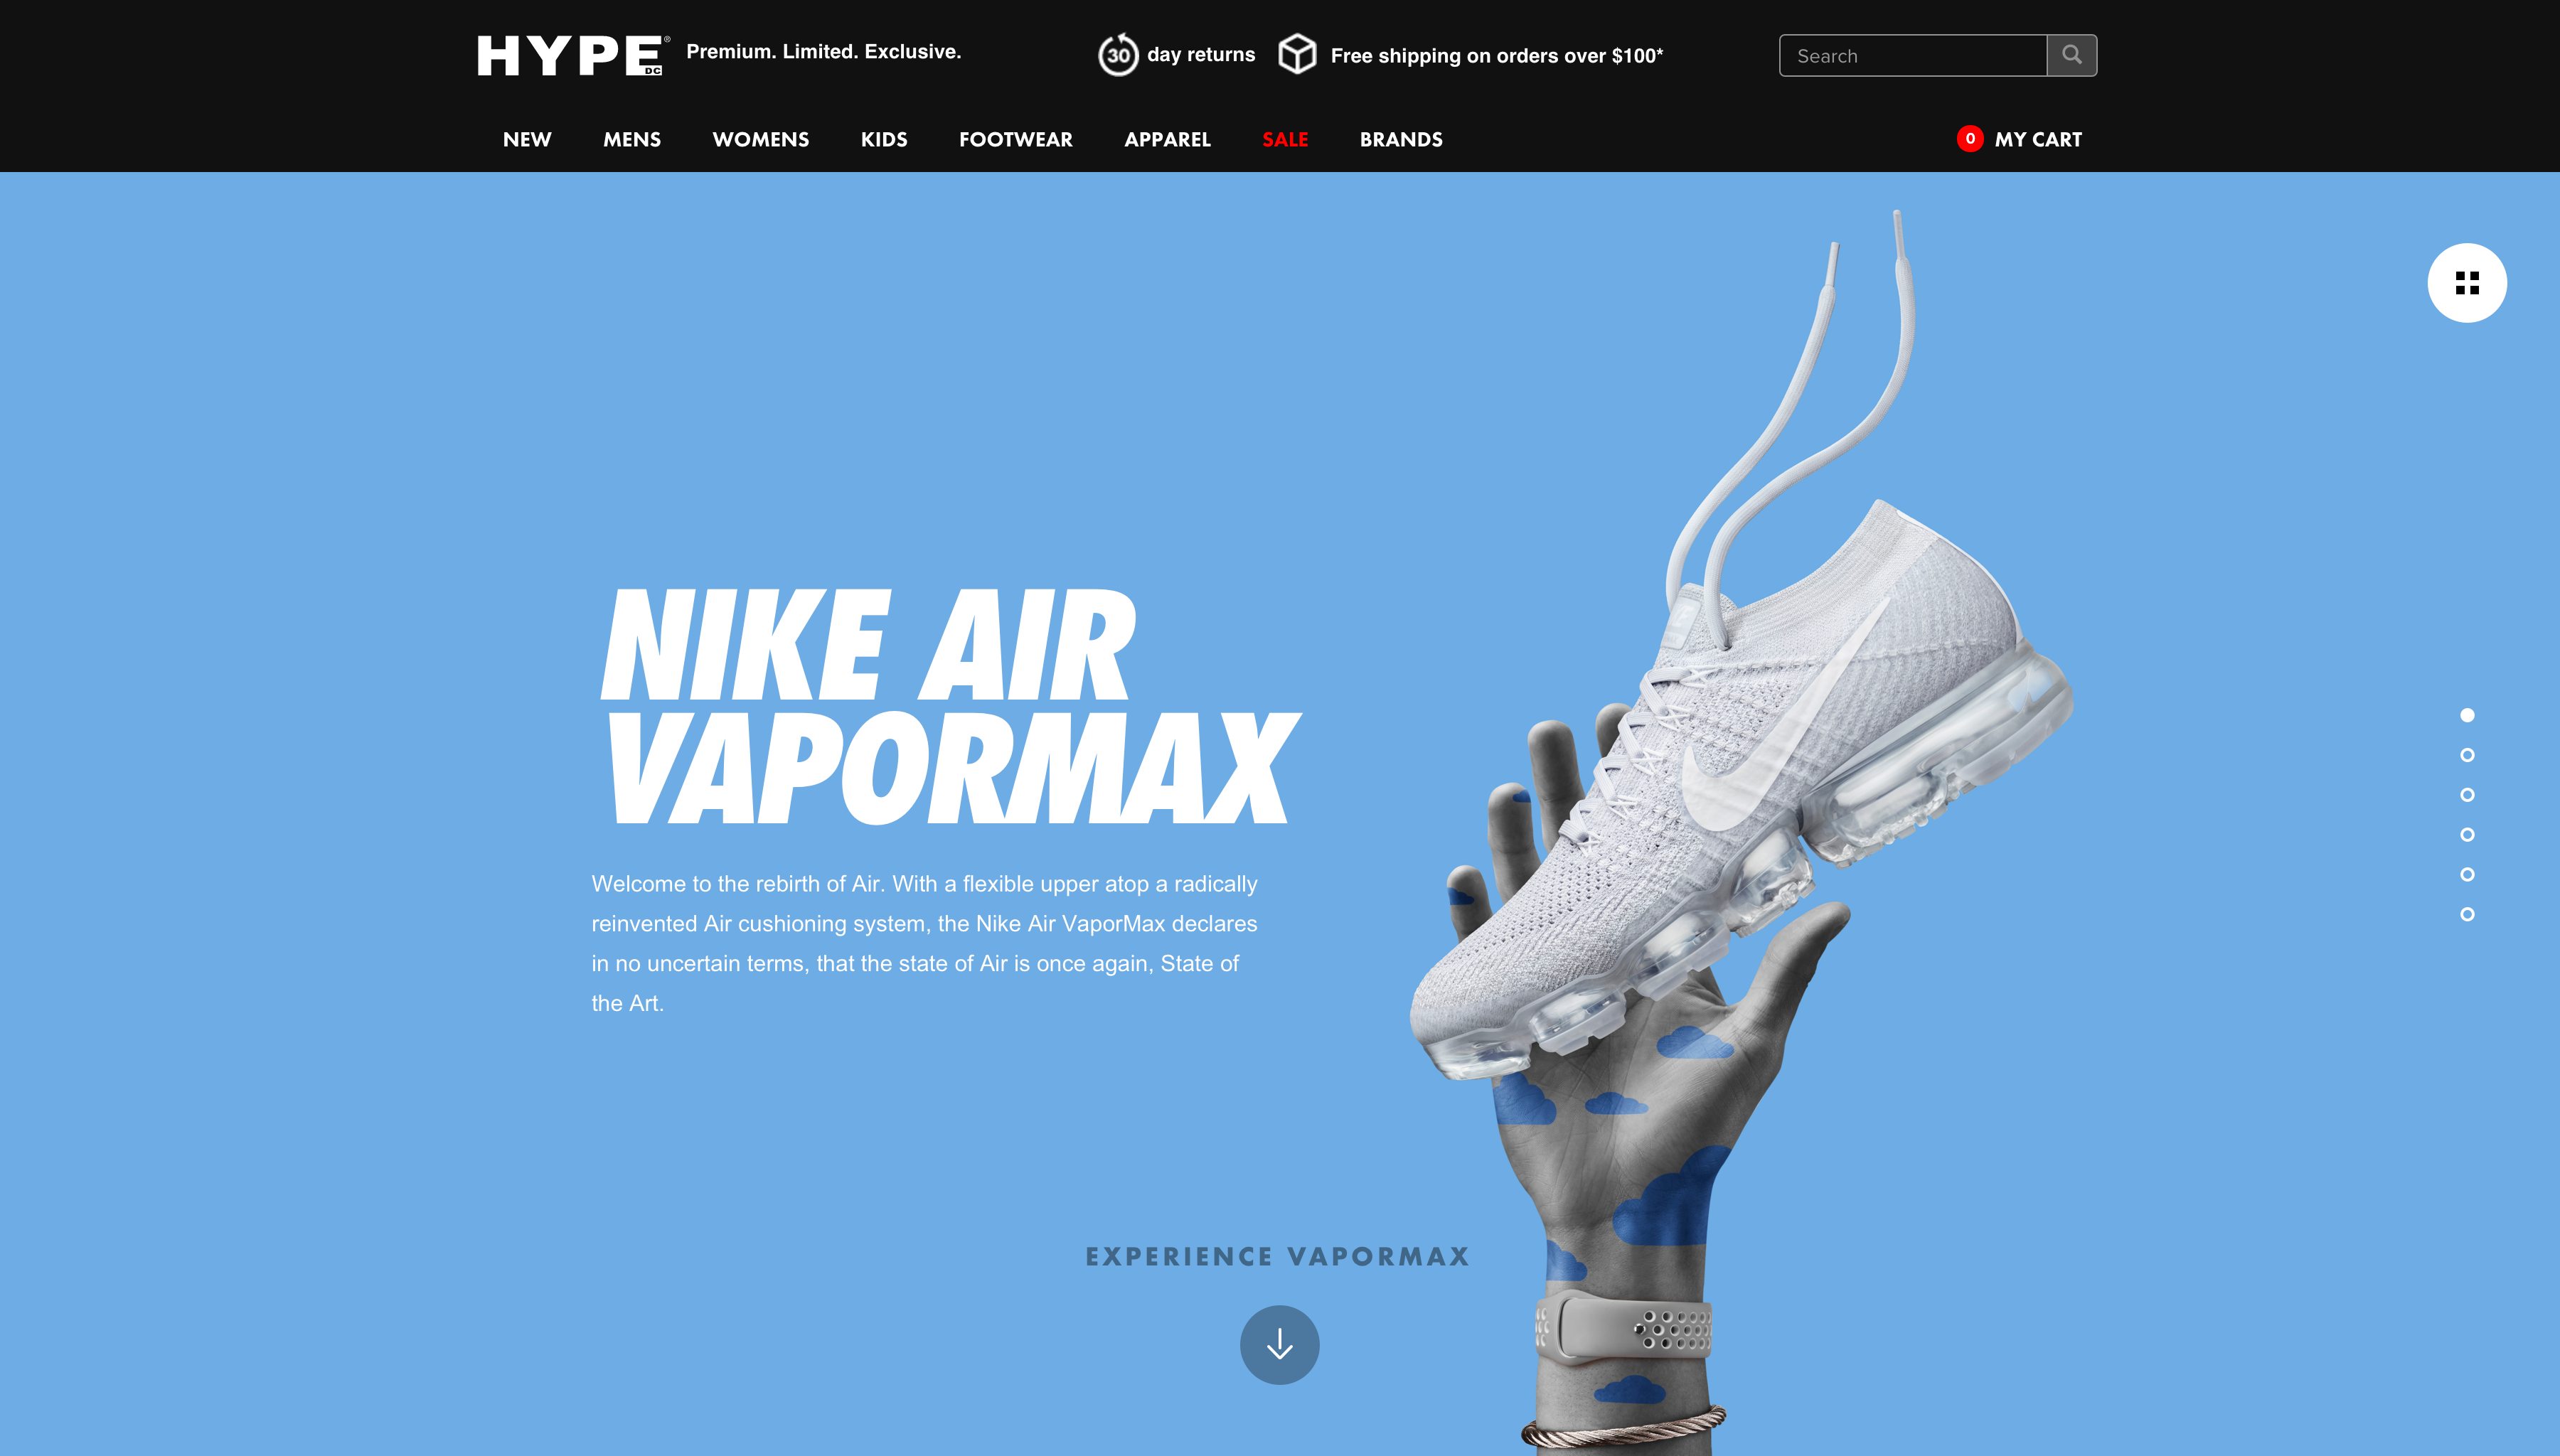 HYPE DC®
Premium. Limited. Exclusive.
30 day returns
Free shipping on orders over $100*
Search
NEW MENS WOMENS KIDS FOOTWEAR APPAREL SALE BRANDS
0 MY CART
NIKE AIR
VAPORMAX
Welcome to the rebirth of Air. With a flexible upper atop a radically
reinvented Air cushioning system, the Nike Air VaporMax declares
in no uncertain terms, that the state of Air is once again, State of
the Art.
EXPERIENCE VAPORMAX